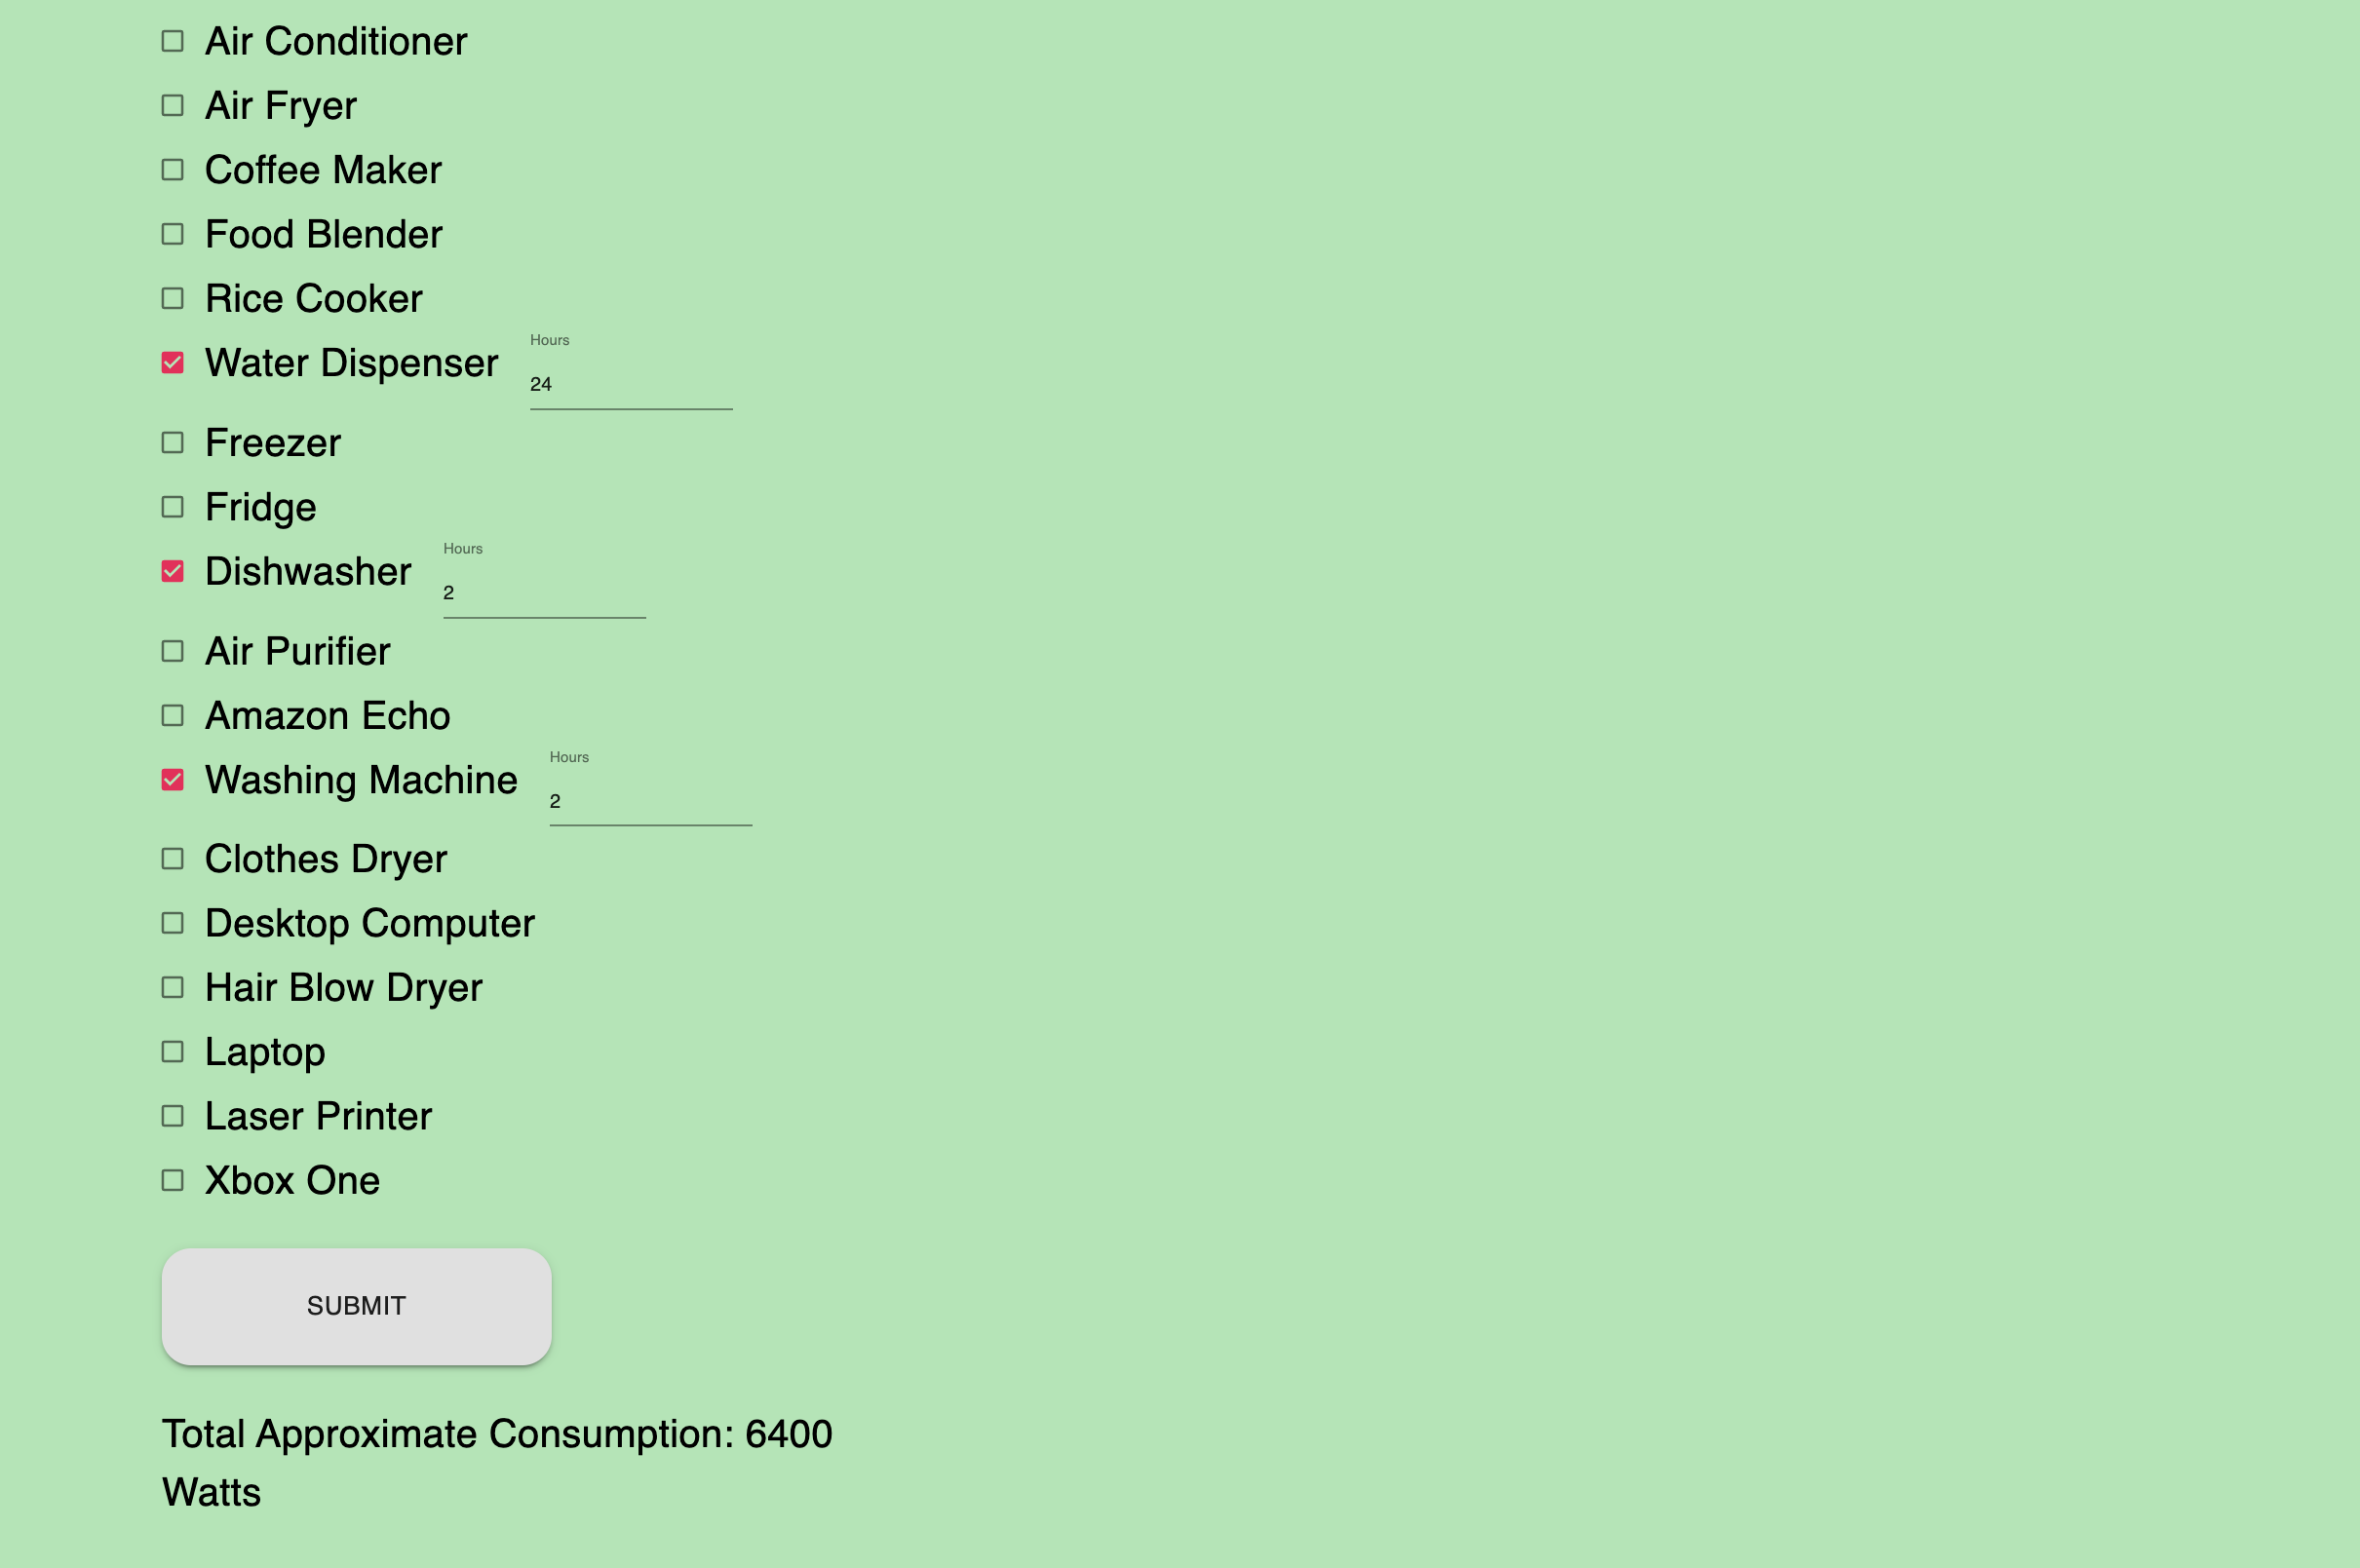 Air Conditioner
Air Fryer
Coffee Maker
Food Blender
Rice Cooker
Water Dispenser
Hours
24
Freezer
Fridge
Dishwasher
Hours
2
Air Purifier
Amazon Echo
Washing Machine
Hours
2
Clothes Dryer
Desktop Computer
Hair Blow Dryer
Laptop
Laser Printer
Xbox One
SUBMIT
Total Approximate Consumption: 6400
Watts